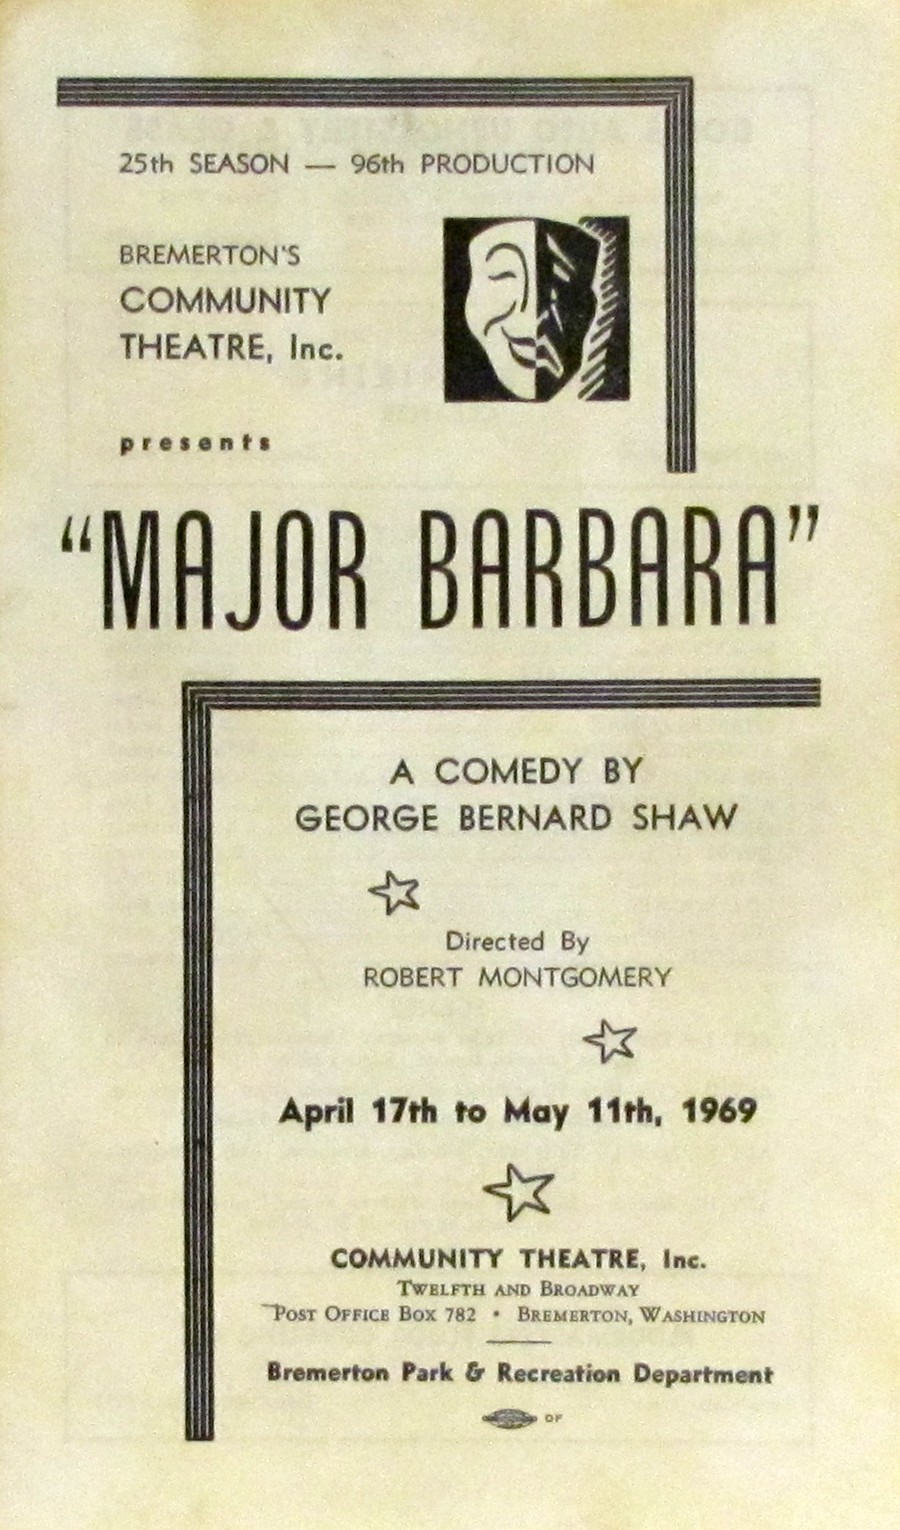 25th SEASON — 96th PRODUCTION
BREMERTON'S
COMMUNITY
THEATRE, Inc.
presents
“MAJOR BARBARA”
A COMEDY BY
GEORGE BERNARD SHAW
Directed By
ROBERT MONTGOMERY
April 17th to May 11th, 1969
COMMUNITY THEATRE, Inc.
TWELFTH AND BROADWAY
POST OFFICE BOX 782 • BREMERTON, WASHINGTON
Bremerton Park & Recreation Department
OF